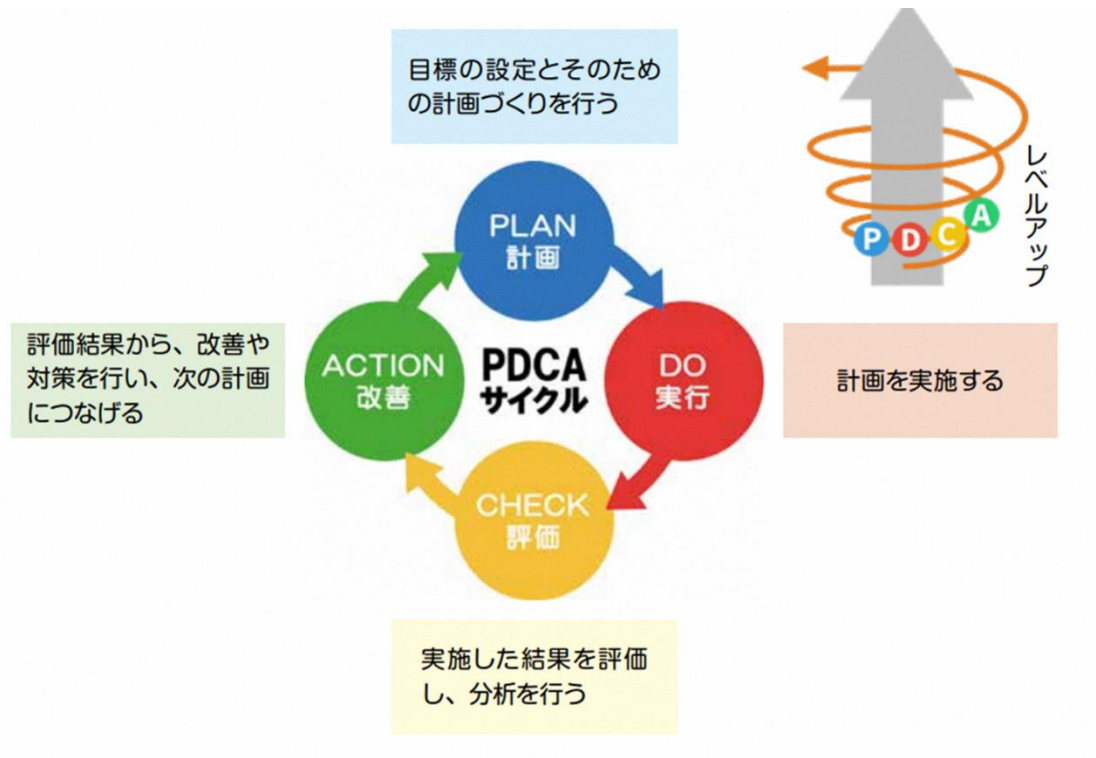 目標の設定とそのため
の計画づくりを行う
PLAN
計画
DO
実行
計画を実施する
CHECK
評価
実施した結果を評価
し、分析を行う
ACTION
改善
評価結果から、改善や
対策を行い、次の計画
につなげる
PDCA
サイクル
P D C A
レベルアップ